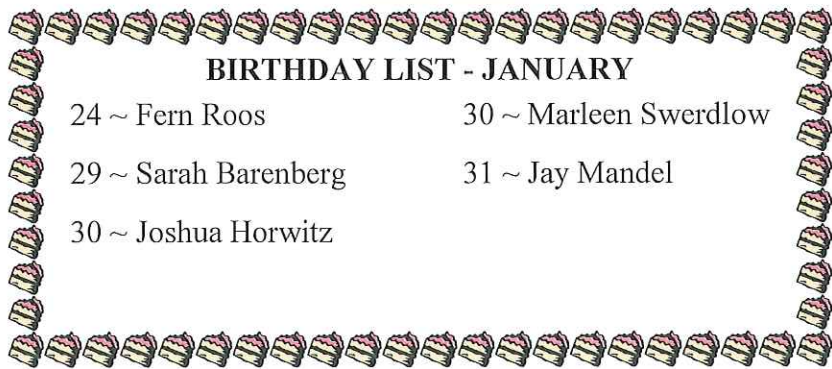 BIRTHDAY LIST - JANUARY
24 ~ Fern Roos
29 ~ Sarah Barenberg
30 ~ Joshua Horwitz
30 ~ Marleen Swerdlow
31 ~ Jay Mandel